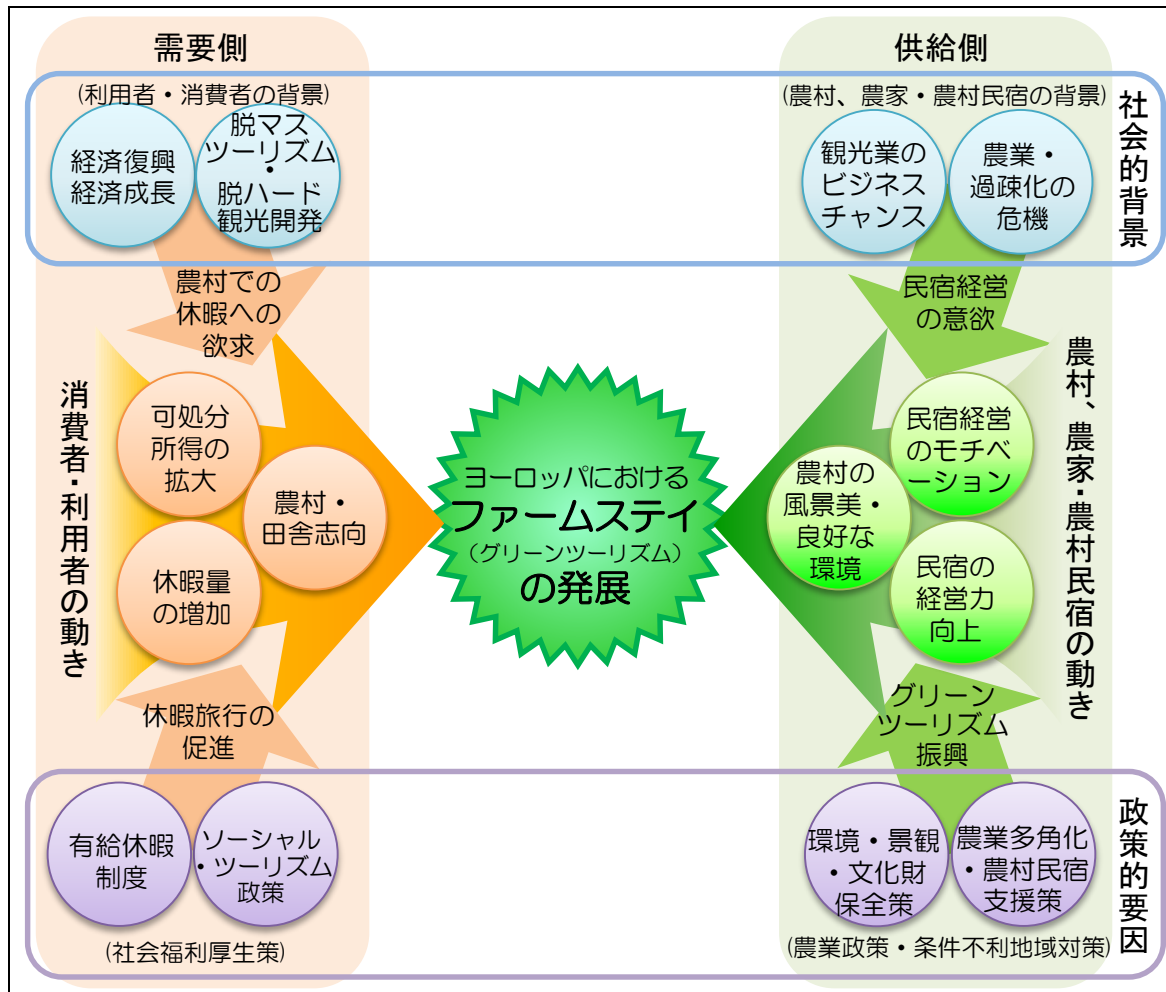 需要側
供給側
(利用者・消費者の背景)
(農村、農家・農村民宿の背景)
社会的背景
経済復興
経済成長
脱マス
ツーリズム
・
脱ハード
観光開発
観光業の
ビジネス
チャンス
農業・
過疎化の
危機
農村での
休暇への
欲求
民宿経営
の意欲
消費者・利用者の動き
可処分
所得の
拡大
農村・
田舎志向
休暇量
の増加
ヨーロッパにおける
ファームステイ
(グリーンツーリズム)
の発展
農村の
風景美・
良好な
環境
民宿経営
のモチベ
ーション
民宿の
経営力
向上
農村、農家・農村民宿の動き
休暇旅行の
促進
グリーン
ツーリズム
振興
有給休暇
制度
ソーシャル
・ツーリズム
政策
環境・景観
・文化財
保全策
農業多角化
・農村民宿
支援策
政策的要因
(社会福利厚生策)
(農業政策・条件不利地域対策)